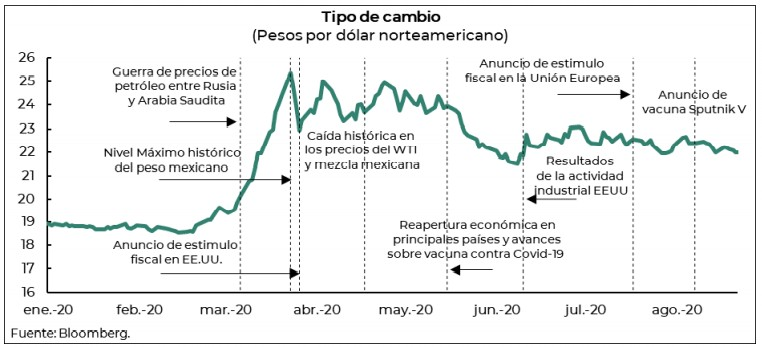 Tipo de cambio
(Pesos por dólar norteamericano)
26
25
24
23
22
21
20
19
18
17
16
Guerra de precios de
petróleo entre Rusia
y Arabia Saudita
Nivel Máximo histórico
del peso mexicano
Anuncio de estimulo
fiscal en EE.UU.
Caída histórica en
los precios del WTI
y mezcla mexicana
Reapertura económica en
principales países y avances
sobre vacuna contra Covid-19
Anuncio de estimulo
fiscal en la Unión Europea
Resultados
de la actividad
industrial EEUU
Anuncio de
vacuna Sputnik V
ene.-20 feb.-20 mar.-20 abr.-20 may.-20 jun.-20 jul.-20 ago.-20
Fuente: Bloomberg.